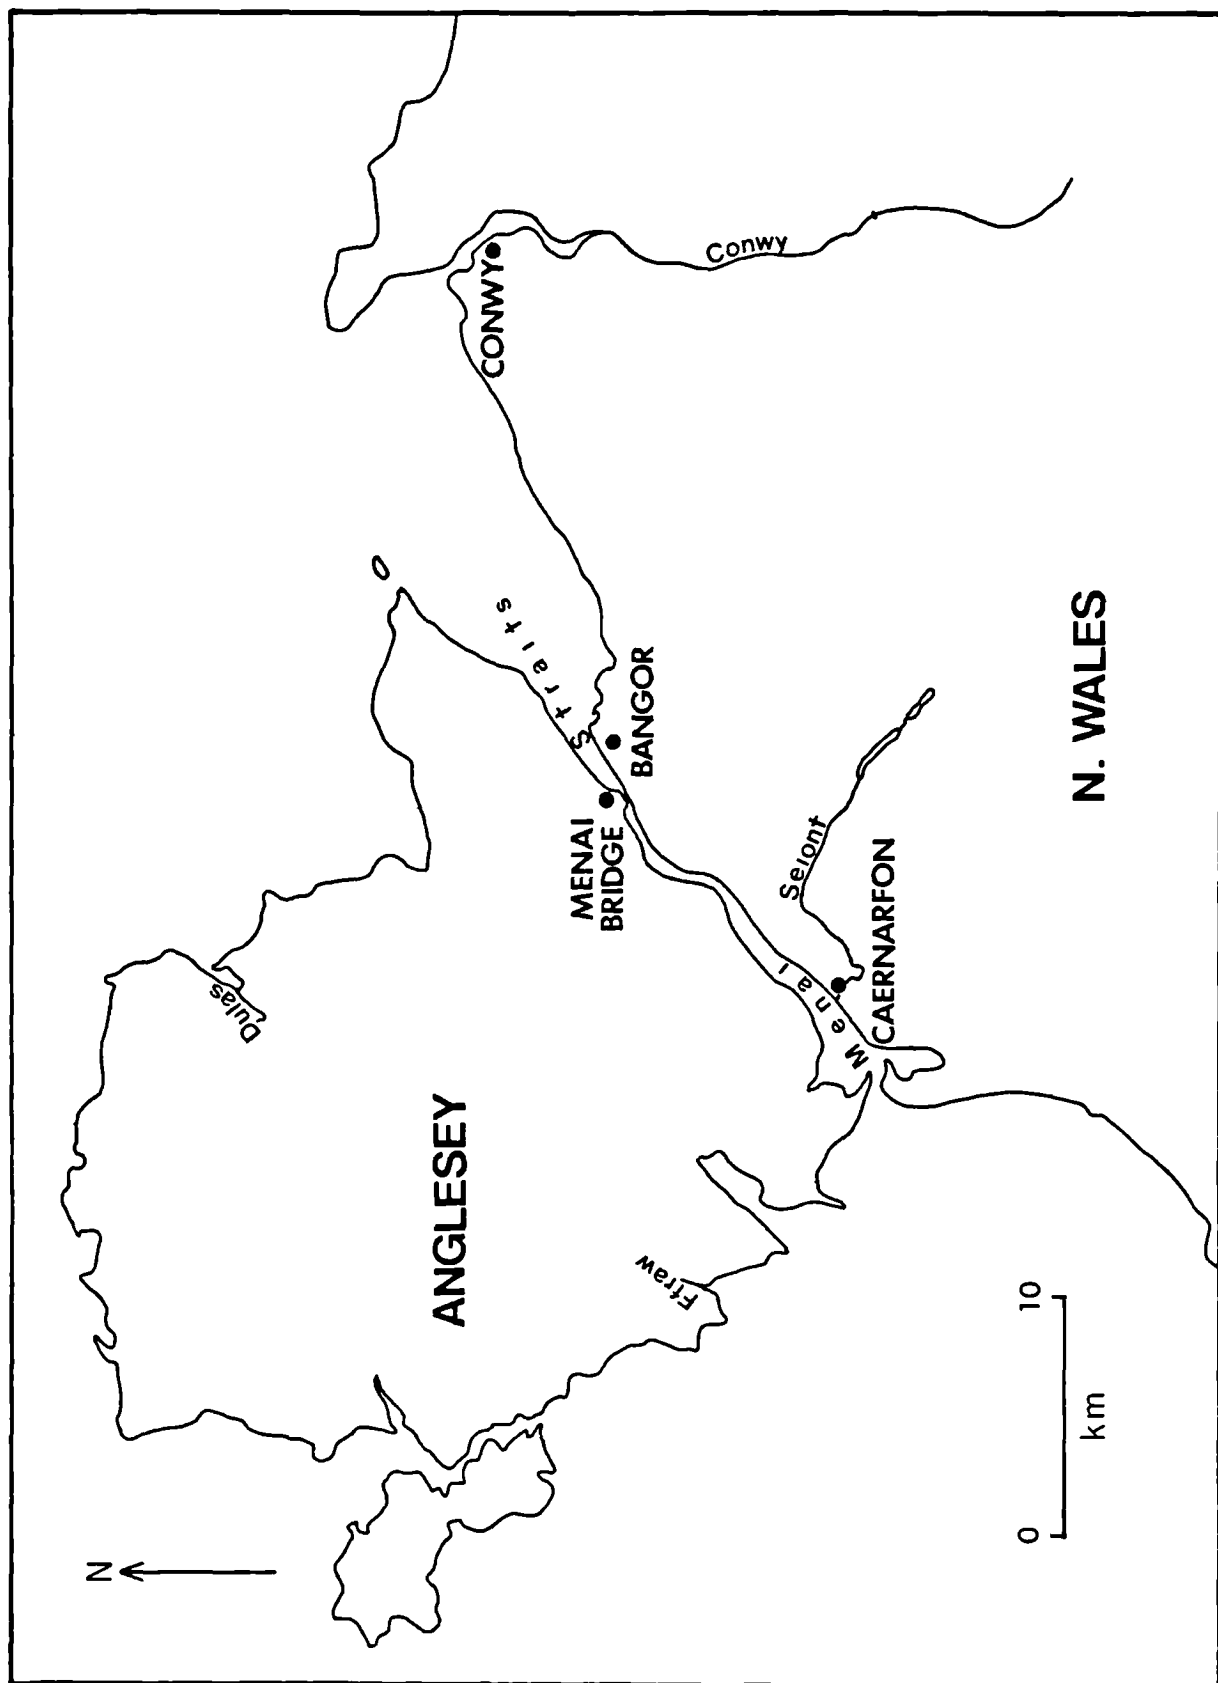 N
Dulas
ANGLESEY
Ffraw
MENAI
BRIDGE
Menai Straits
BANGOR
CONWY
Conwy
Seiont
CAERNARFON
N. WALES
0 10
km